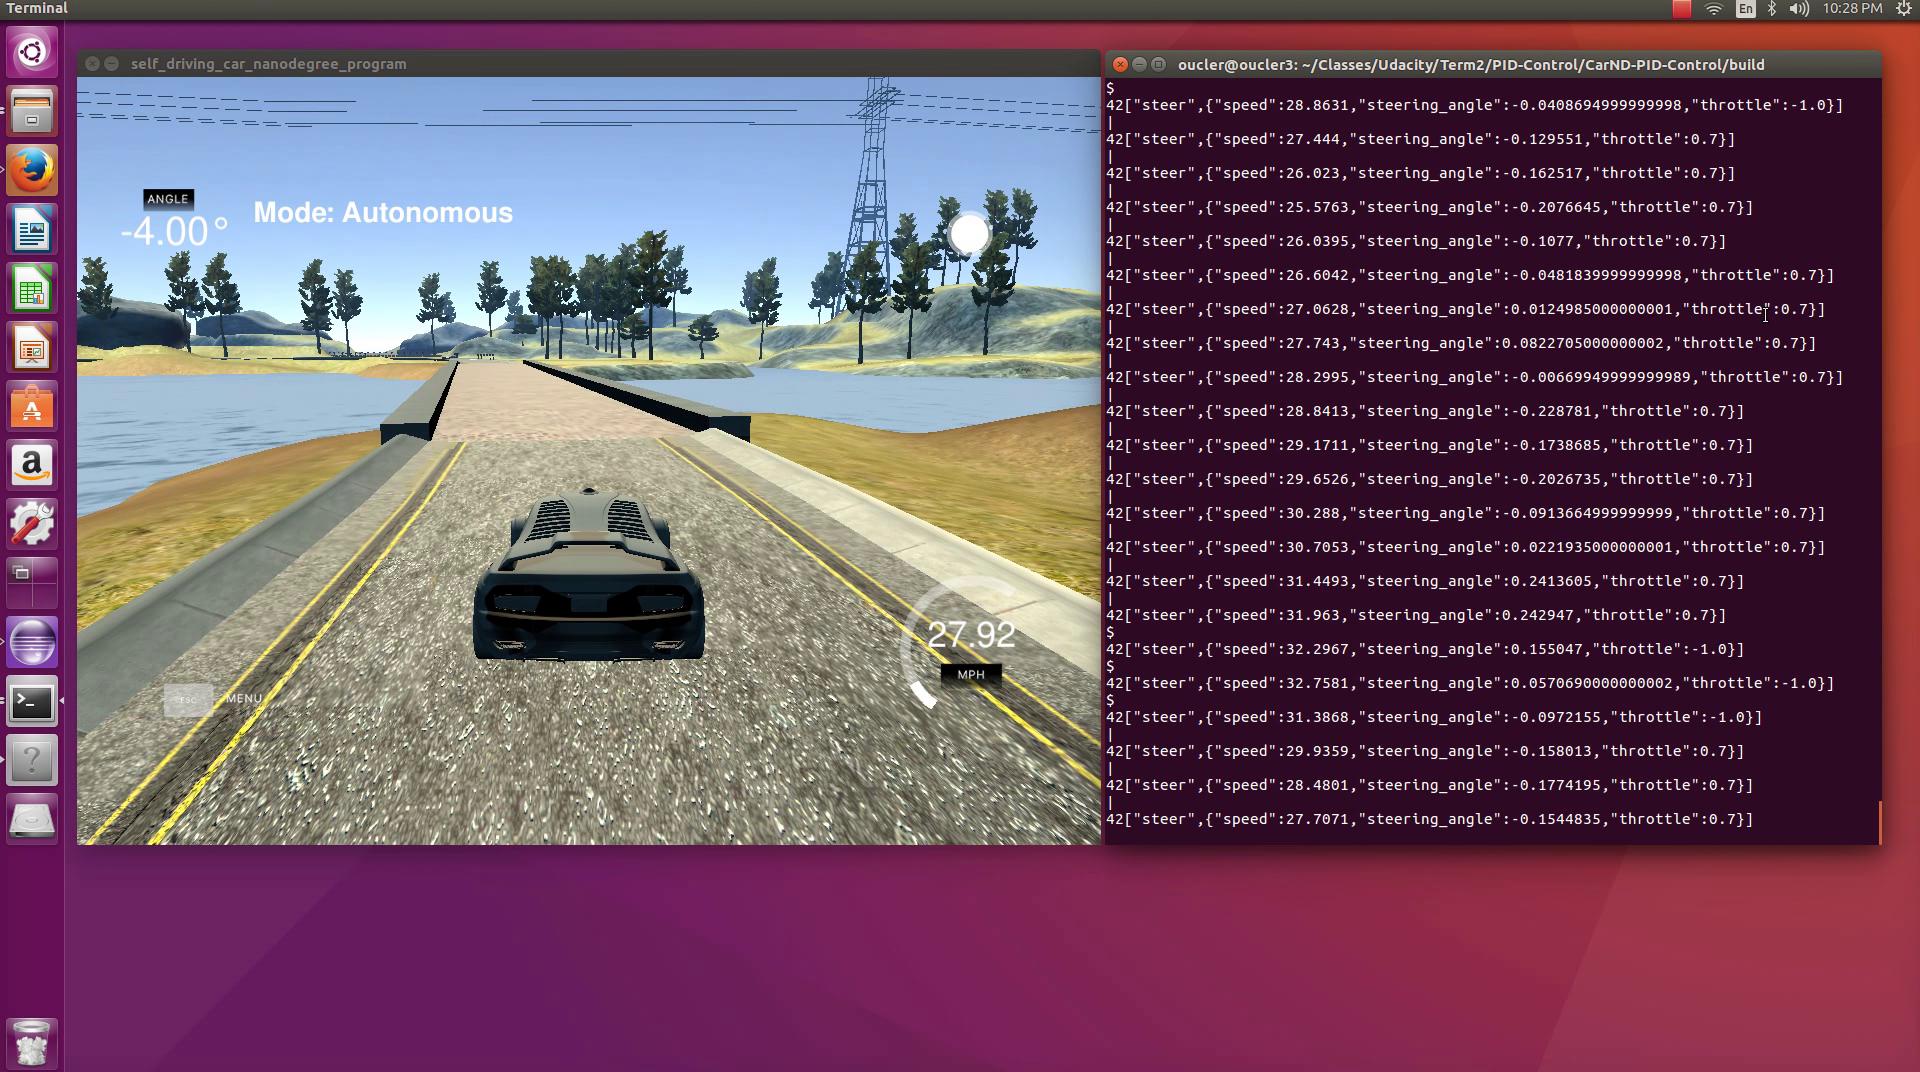 Terminal
En
10:28 PM
self_driving_car_nanodegree_program
ANGLE
-4.00°
Mode: Autonomous
27.92
MPH
ESC
MENU
a
oucler@oucler3: ~/Classes/Udacity/Term2/PID-Control/CarND-PID-Control/build
$
42["steer",{"speed":28.8631,"steering_angle":-0.0408694999999998,"throttle":-1.0}]
|
42["steer",{"speed":27.444,"steering_angle":-0.129551,"throttle":0.7}]
|
42["steer",{"speed":26.023,"steering_angle":-0.162517,"throttle":0.7}]
|
42["steer",{"speed":25.5763,"steering_angle":-0.2076645,"throttle":0.7}]
|
42["steer",{"speed":26.0395,"steering_angle":-0.1077,"throttle":0.7}]
|
42["steer",{"speed":26.6042,"steering_angle":-0.0481839999999998,"throttle":0.7}]
|
42["steer",{"speed":27.0628,"steering_angle":0.0124985000000001,"throttle":0.7}]
|
42["steer",{"speed":27.743,"steering_angle":0.0822705000000002,"throttle":0.7}]
|
42["steer",{"speed":28.2995,"steering_angle":-0.00669949999999989,"throttle":0.7}]
|
42["steer",{"speed":28.8413,"steering_angle":-0.228781,"throttle":0.7}]
|
42["steer",{"speed":29.1711,"steering_angle":-0.1738685,"throttle":0.7}]
|
42["steer",{"speed":29.6526,"steering_angle":-0.2026735,"throttle":0.7}]
|
42["steer",{"speed":30.288,"steering_angle":-0.0913664999999999,"throttle":0.7}]
|
42["steer",{"speed":30.7053,"steering_angle":0.0221935000000001,"throttle":0.7}]
|
42["steer",{"speed":31.4493,"steering_angle":0.2413605,"throttle":0.7}]
|
42["steer",{"speed":31.963,"steering_angle":0.242947,"throttle":0.7}]
$
42["steer",{"speed":32.2967,"steering_angle":0.155047,"throttle":-1.0}]
$
42["steer",{"speed":32.7581,"steering_angle":0.0570690000000002,"throttle":-1.0}]
$
42["steer",{"speed":31.3868,"steering_angle":-0.0972155,"throttle":-1.0}]
|
42["steer",{"speed":29.9359,"steering_angle":-0.158013,"throttle":0.7}]
|
42["steer",{"speed":28.4801,"steering_angle":-0.1774195,"throttle":0.7}]
|
42["steer",{"speed":27.7071,"steering_angle":-0.1544835,"throttle":0.7}]